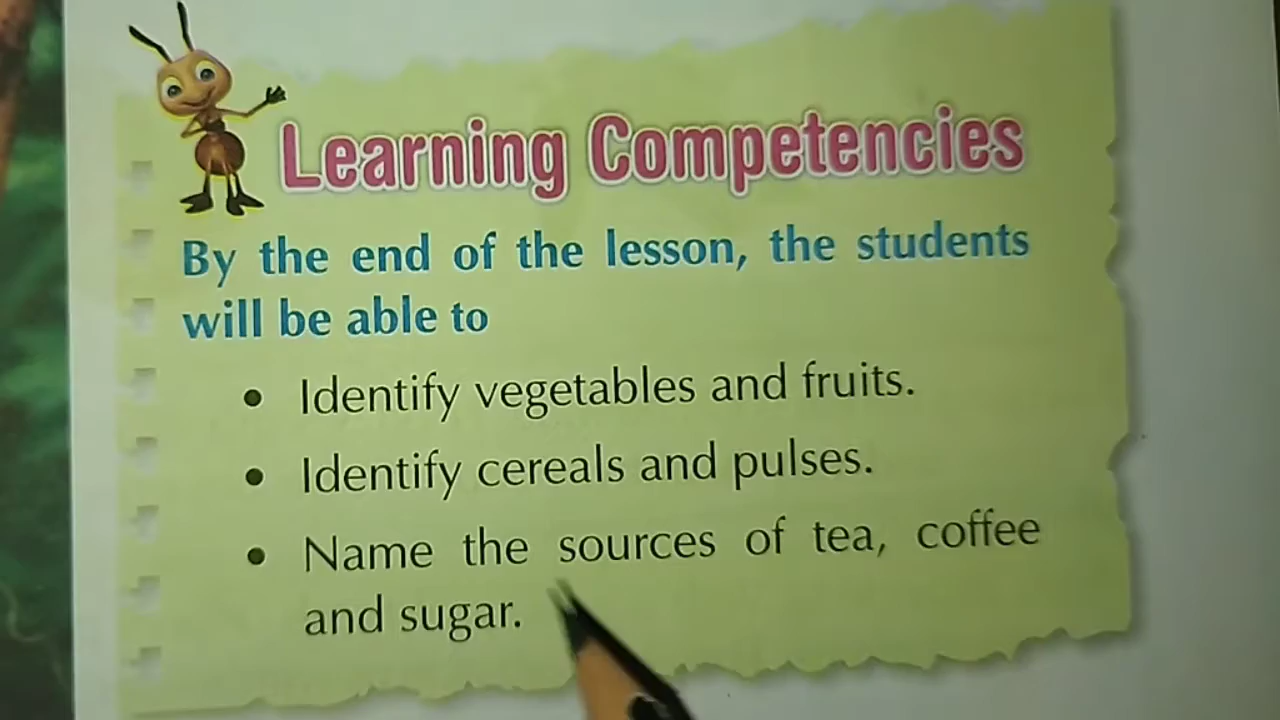 Learning Competencies
By the end of the lesson, the students
will be able to
• Identify vegetables and fruits.
• Identify cereals and pulses.
• Name the sources of tea, coffee
and sugar.